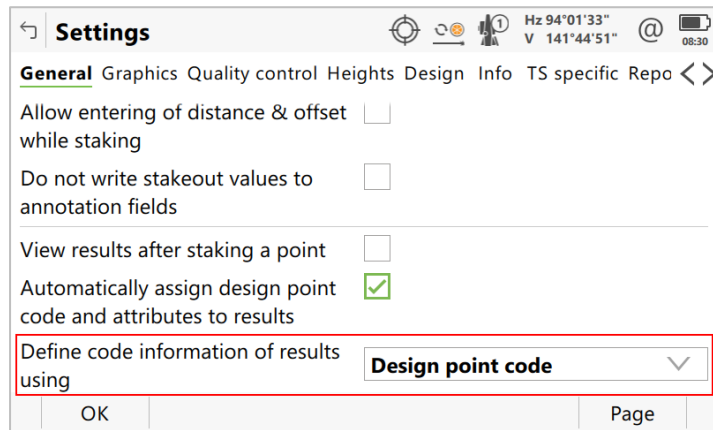 Settings
1
Hz 94°01'33"
V 141°44'51"
@
08:30
General Graphics Quality control Heights Design Info TS specific Repo
Allow entering of distance & offset
while staking
Do not write stakeout values to
annotation fields
View results after staking a point
Automatically assign design point
code and attributes to results
Define code information of results
using
Design point code
OK
Page